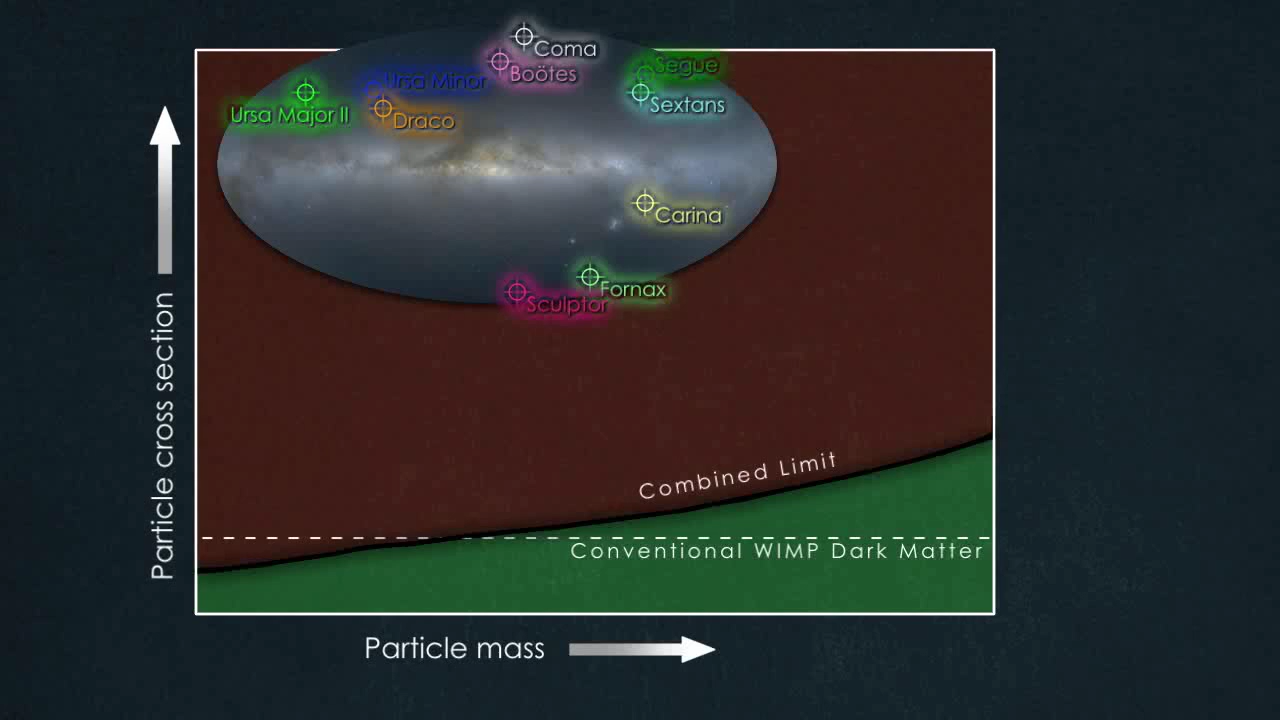 Coma
Boötes
Segue
Ursa Minor
Sextans
Ursa Major II
Draco
Carina
Fornax
Sculptor
Particle cross section
Combined Limit
Conventional WIMP Dark Matter
Particle mass